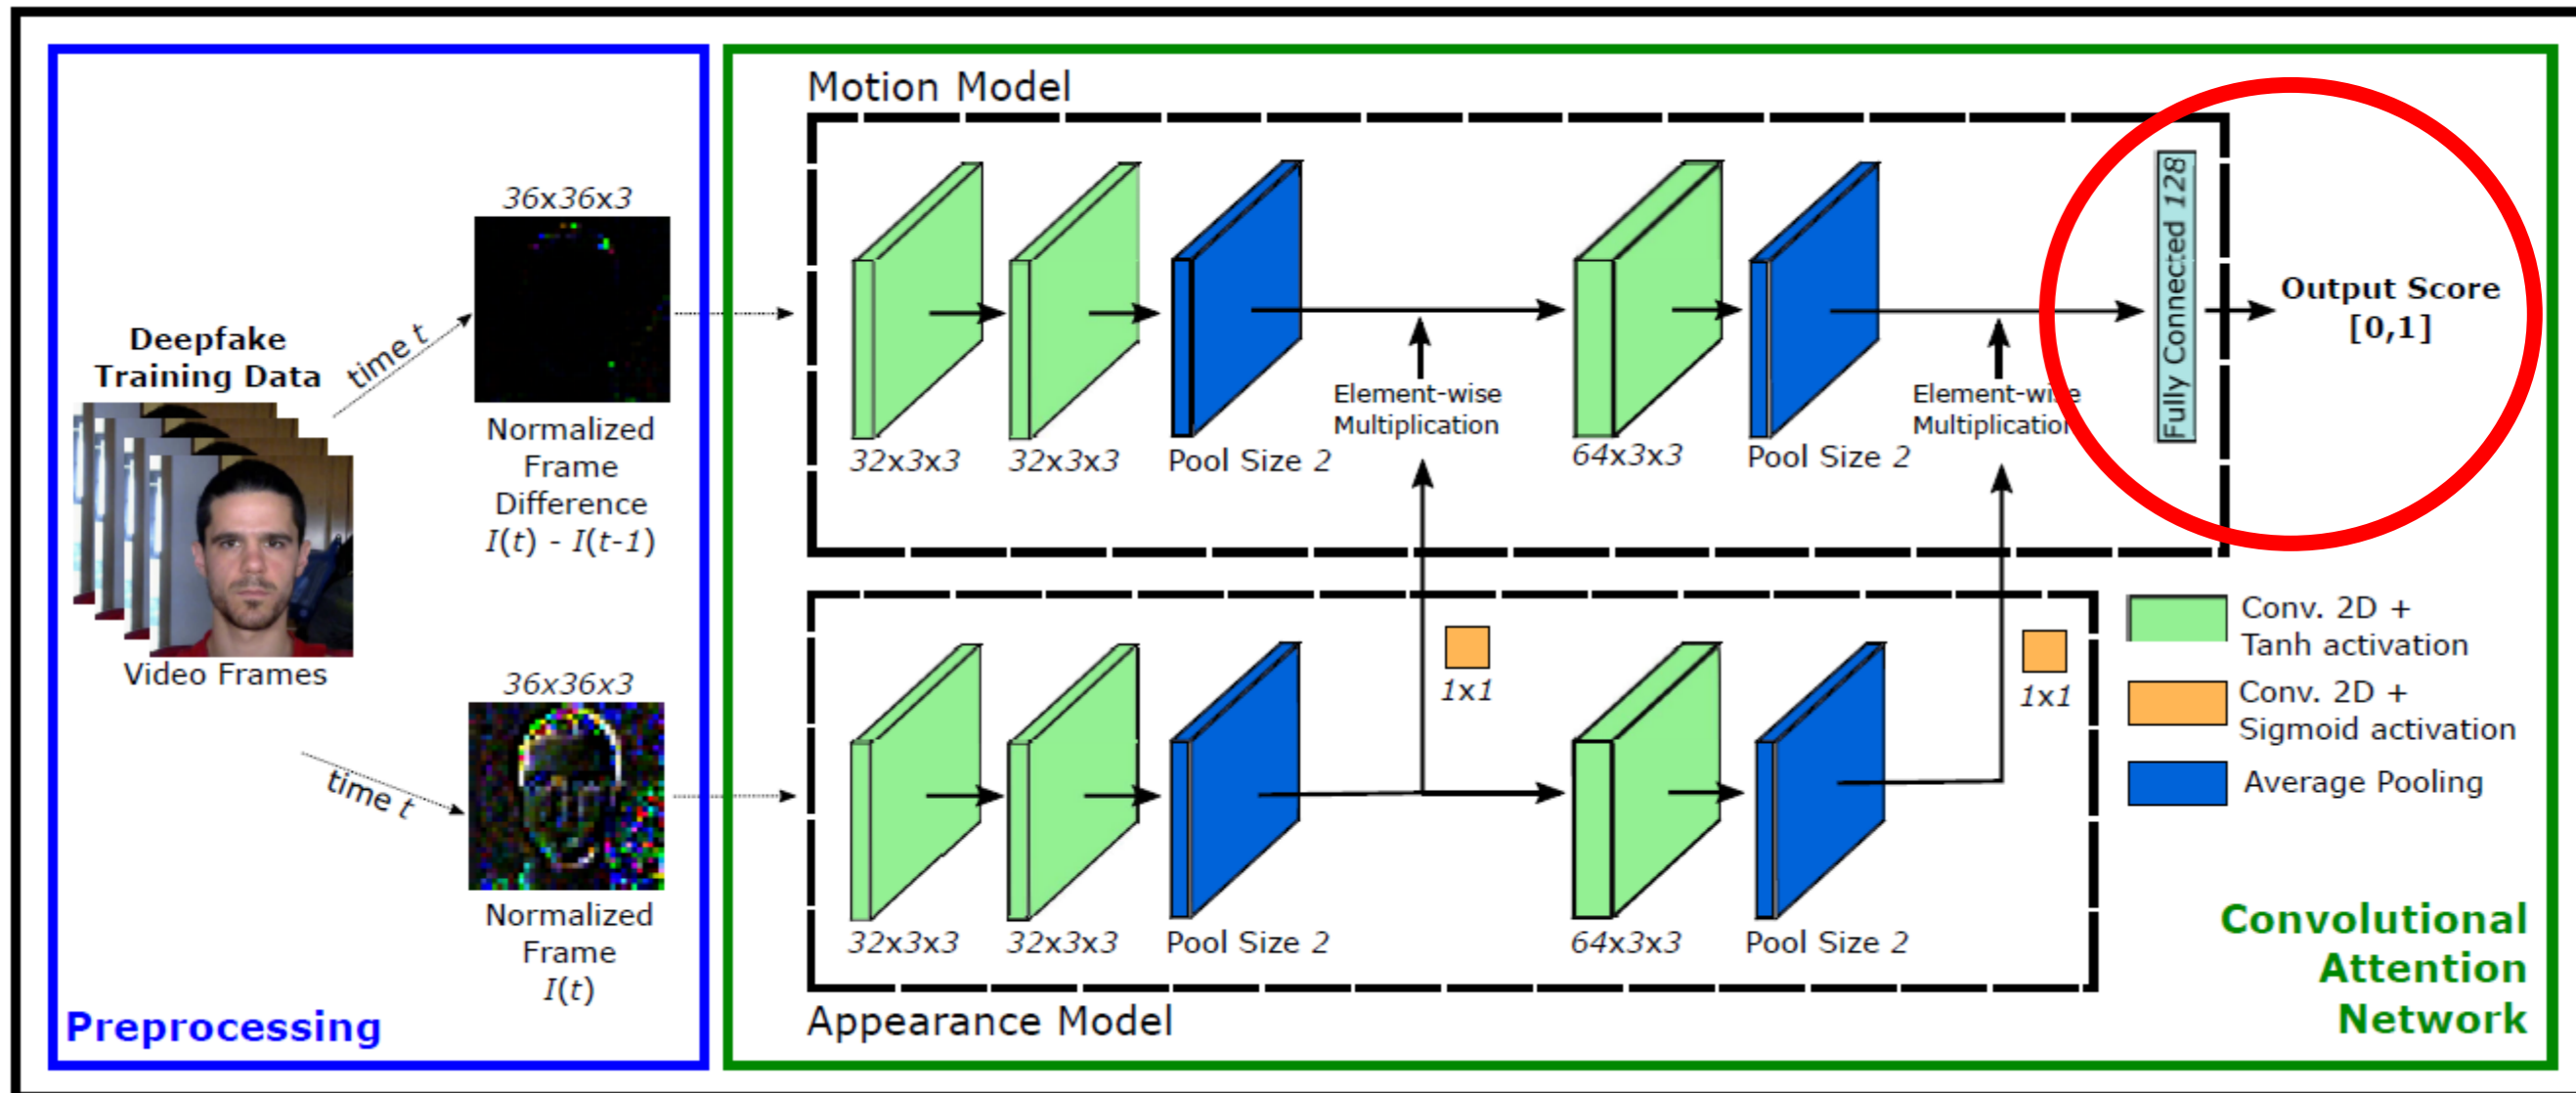 Deepfake
Training Data
Video Frames
time t
time t
36x36x3
Normalized
Frame
Difference
I(t) - I(t-1)
36x36x3
Normalized
Frame
I(t)
Preprocessing
Motion Model
32x3x3
32x3x3
Pool Size 2
Element-wise
Multiplication
64x3x3
Pool Size 2
Element-wise
Multiplication
Fully Connected 128
Output Score
[0,1]
1x1
1x1
32x3x3
32x3x3
Pool Size 2
64x3x3
Pool Size 2
Appearance Model
Conv. 2D +
Tanh activation
Conv. 2D +
Sigmoid activation
Average Pooling
Convolutional
Attention
Network